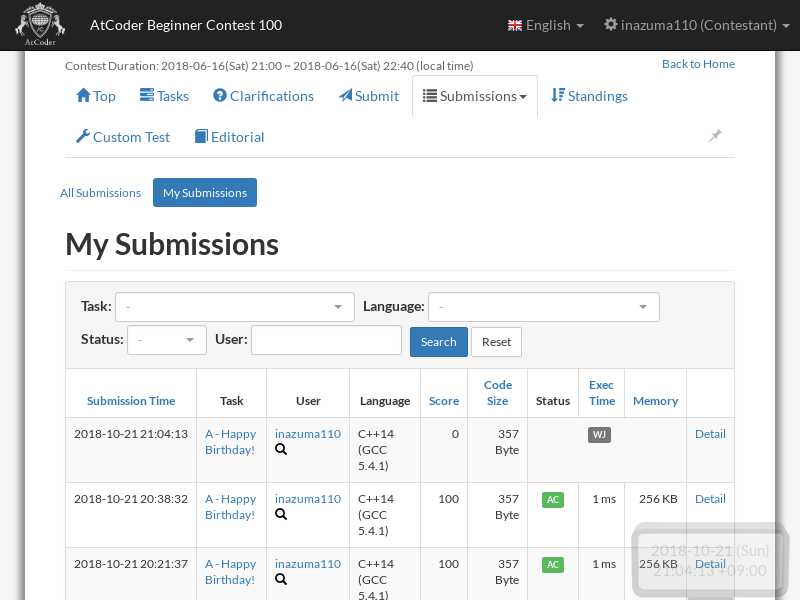 AtCoder
AtCoder Beginner Contest 100
English
inazuma110 (Contestant)
Contest Duration: 2018-06-16(Sat) 21:00 ~ 2018-06-16(Sat) 22:40 (local time)
Back to Home
Top
Tasks
Clarifications
Submit
Submissions
Standings
Custom Test
Editorial
All Submissions
My Submissions
My Submissions
Task: -
Language: -
Status: -
User:
Search
Reset
Submission Time
Task
User
Language
Score
Code
Size
Status
Exec
Time
Memory
2018-10-21 21:04:13
A - Happy
Birthday!
inazuma110
C++14
(GCC
5.4.1)
0
357
Byte
WJ
Detail
2018-10-21 20:38:32
A - Happy
Birthday!
inazuma110
C++14
(GCC
5.4.1)
100
357
Byte
AC
1 ms
256 KB
Detail
2018-10-21 20:21:37
A - Happy
Birthday!
inazuma110
C++14
(GCC
5.4.1)
100
357
Byte
AC
1 ms
256 KB
Detail
2018-10-21 (Sun)
21:04:13 +09:00